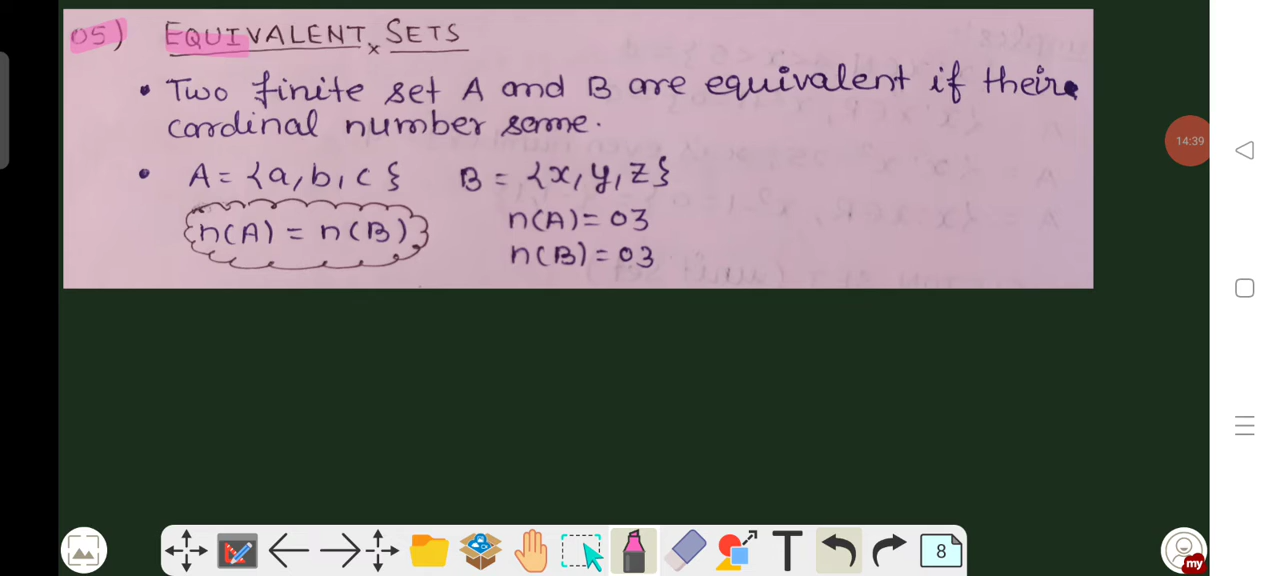 05) EQUIVALENT SETS
• Two finite set A and B are equivalent if their
cardinal number same.
• A = {a, b, c} B = {x, y, z}
n(A) = n(B) n(A) = 03
n(B) = 03
14:39
T
8
my